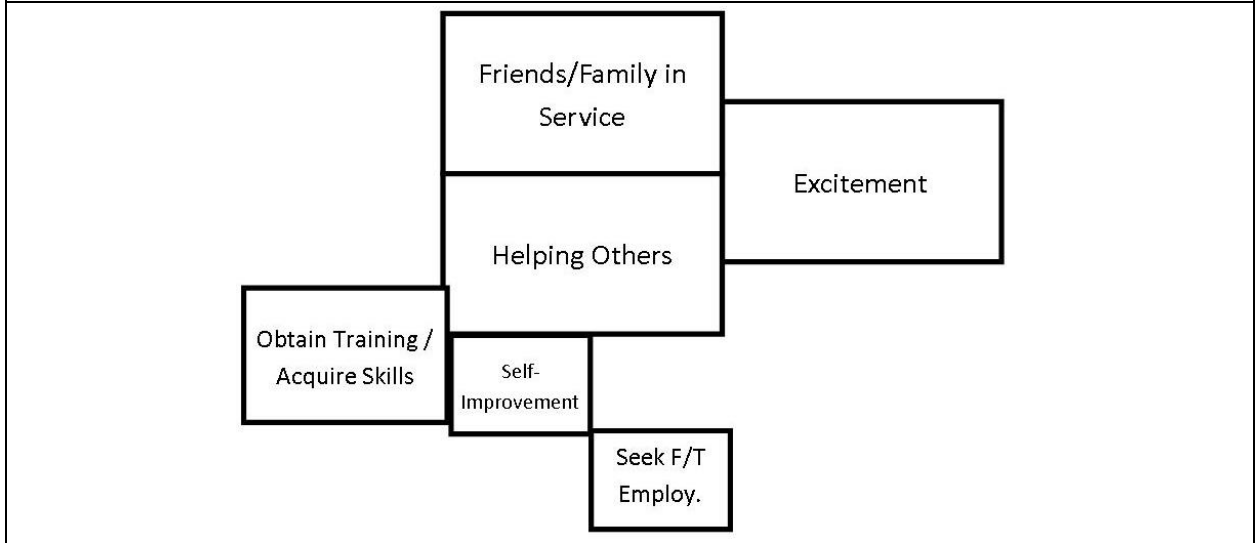 Friends/Family in
Service
Excitement
Helping Others
Obtain Training /
Acquire Skills
Self-
Improvement
Seek F/T
Employ.